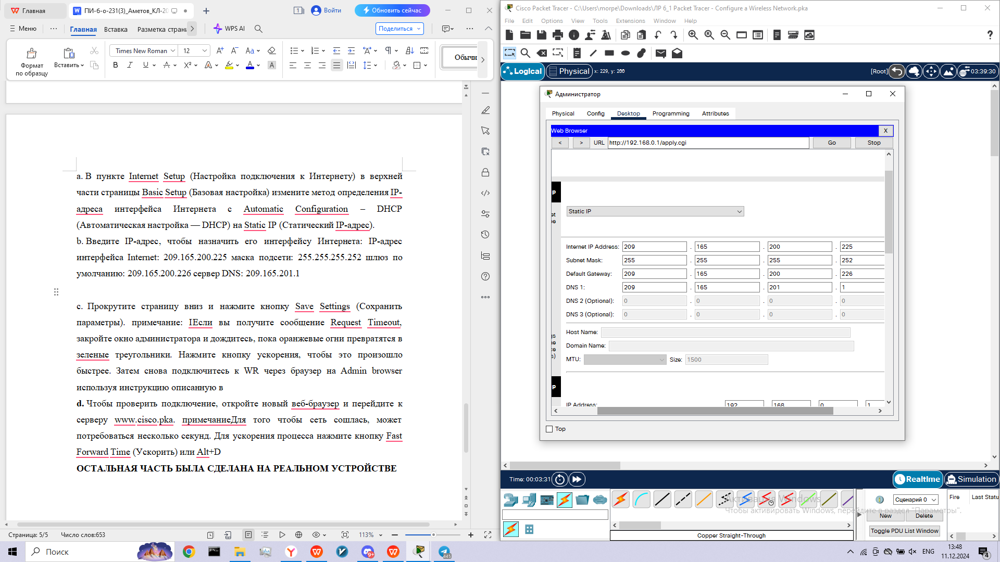 Главная
ПИ-б-о-231(3)_Аметов_КЛ-20
Войти
Обновить сейчас
Меню
Главная
Вставка
Разметка страни
WPS AI
Поделиться
Формат
по образцу
Вставить
Times New Roman
12
Обычн
a. В пункте Internet Setup (Настройка подключения к Интернету) в верхней
части страницы Basic Setup (Базовая настройка) измените метод определения IP-
адреса интерфейса Интернета с Automatic Configuration – DHCP
(Автоматическая настройка — DHCP) на Static IP (Статический IP-адрес).
b. Введите IP-адрес, чтобы назначить его интерфейсу Интернета: IP-адрес
интерфейса Internet: 209.165.200.225 маска подсети: 255.255.255.252 шлюз по
умолчанию: 209.165.200.226 сервер DNS: 209.165.201.1
c. Прокрутите страницу вниз и нажмите кнопку Save Settings (Сохранить
параметры). примечание: IЕсли вы получите сообщение Request Timeout,
закройте окно администратора и дождитесь, пока оранжевые огни превратятся в
зеленые треугольники. Нажмите кнопку ускорения, чтобы это произошло
быстрее. Затем снова подключитесь к WR через браузер на Admin browser
используя инструкцию описанную в
d. Чтобы проверить подключение, откройте новый веб-браузер и перейдите к
серверу www.cisco.pka. примечаниеДля того чтобы сеть сошлась, может
потребоваться несколько секунд. Для ускорения процесса нажмите кнопку Fast
Forward Time (Ускорить) или Alt+D
ОСТАЛЬНАЯ ЧАСТЬ БЫЛА СДЕЛАНА НА РЕАЛЬНОМ УСТРОЙСТВЕ
Страница: 5/5
Число слов:653
113%
Cisco Packet Tracer - C:\Users\morpe\Downloads\ЛР 6_1 Packet Tracer - Configure a Wireless Network.pka
File Edit Options View Tools Extensions Window Help
Logical
Physical
x: 229, y: 200
[Root]
03:39:30
Администратор
Physical Config Desktop Programming Attributes
Web Browser
X
< > URL http://192.168.0.1/apply.cgi Go Stop
p
et
pe
Static IP
Internet IP Address: 209 . 165 . 200 . 225
Subnet Mask: 255 . 255 . 255 . 252
Default Gateway: 209 . 165 . 200 . 226
DNS 1: 209 . 165 . 201 . 1
DNS 2 (Optional): 0 . 0 . 0 . 0
DNS 3 (Optional): 0 . 0 . 0 . 0
Host Name:
Domain Name:
MTU: Size: 1500
gs
ne
ce
s)
p
IP Address: 192 168 0 1
Top
Time: 00:03:31
Realtime
Simulation
Активация Windows
Чтобы активировать Windows, перейдите в раздел "Параметры".
Сценарий 0
New Delete
Toggle PDU List Window
Fire Last Statu
Copper Straight-Through
Поиск
9+
445
ENG
13:48
11.12.2024
4